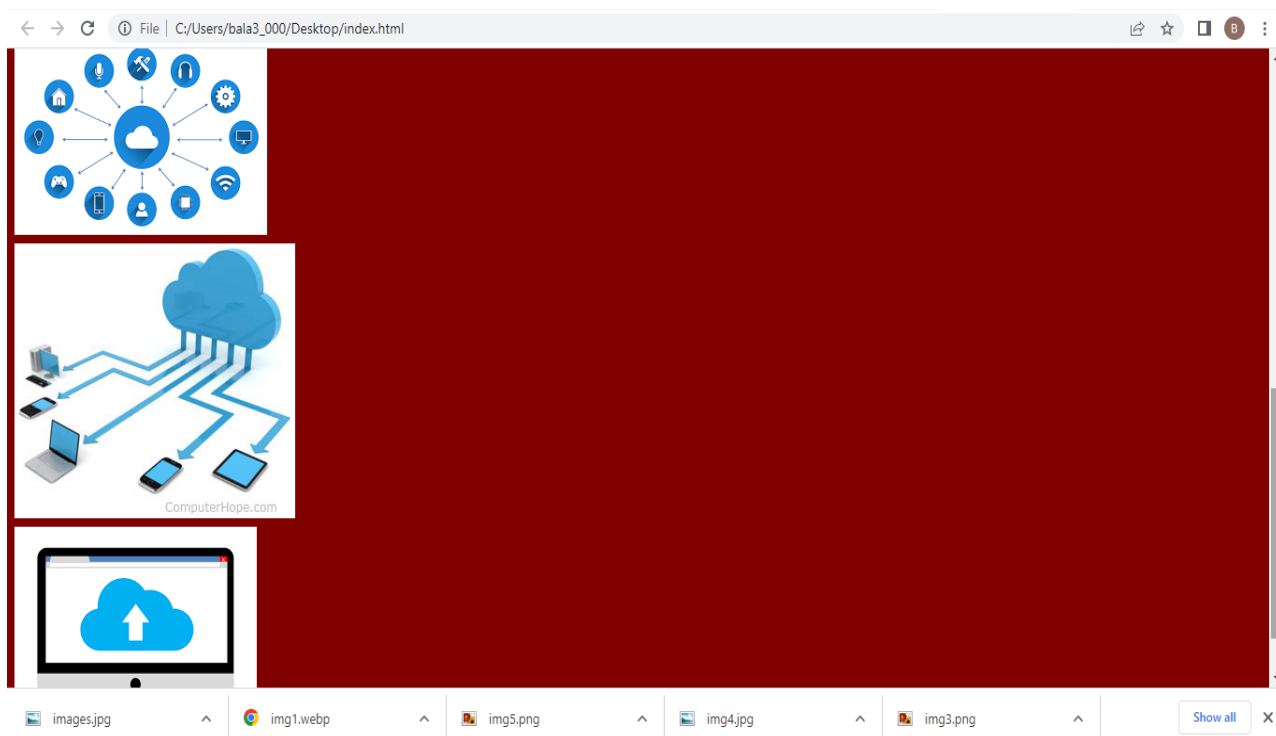 File | C:/Users/bala3_000/Desktop/index.html
B
ComputerHope.com
images.jpg
img1.webp
img5.png
img4.jpg
img3.png
Show all